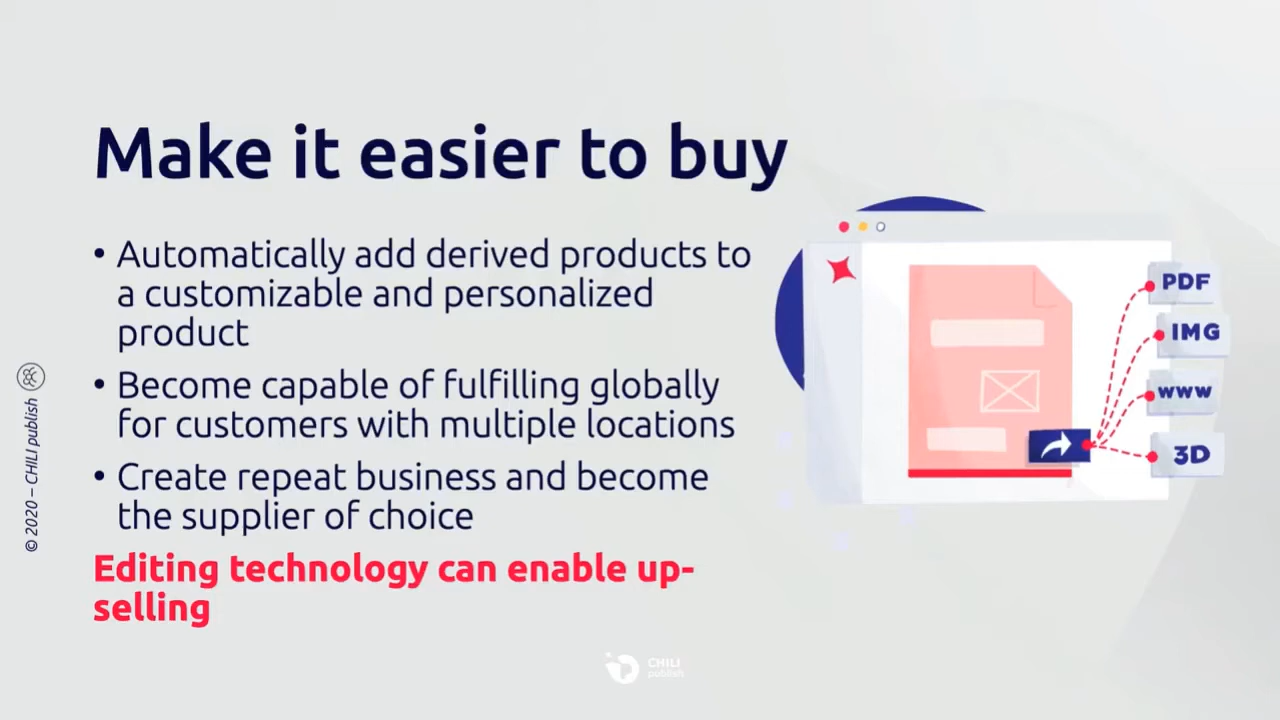 Make it easier to buy
• Automatically add derived products to
a customizable and personalized
product
• Become capable of fulfilling globally
for customers with multiple locations
• Create repeat business and become
the supplier of choice
Editing technology can enable up-
selling
PDF
IMG
WWW
3D
© 2020 – CHILI publish
CHILI
publish